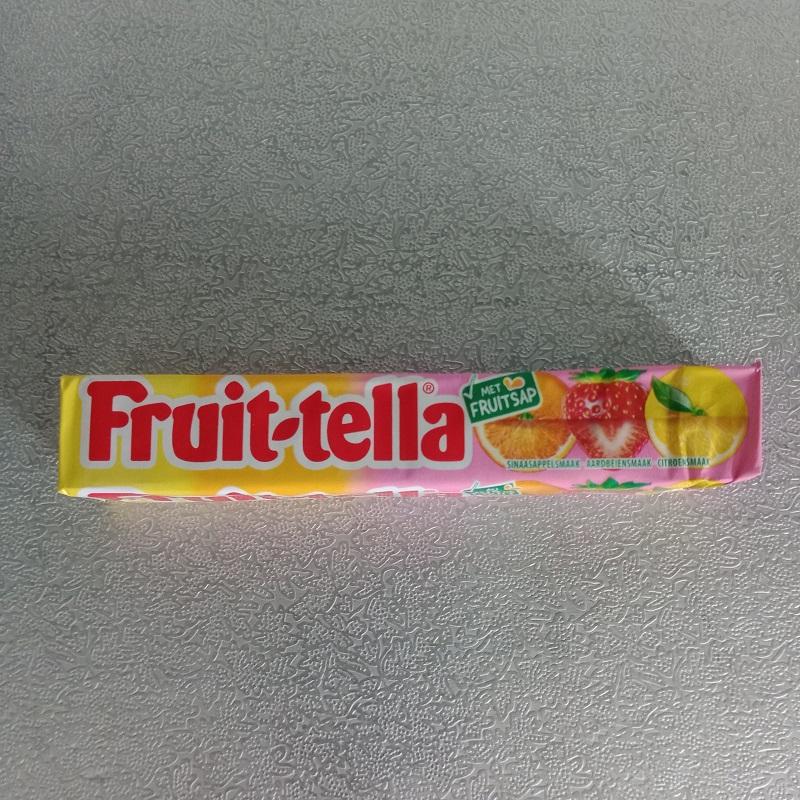 Fruit-tella®
MET
FRUITSAP
SINAASAPPELSMAAK AARDBEIENSMAAK CITROENSMAAK